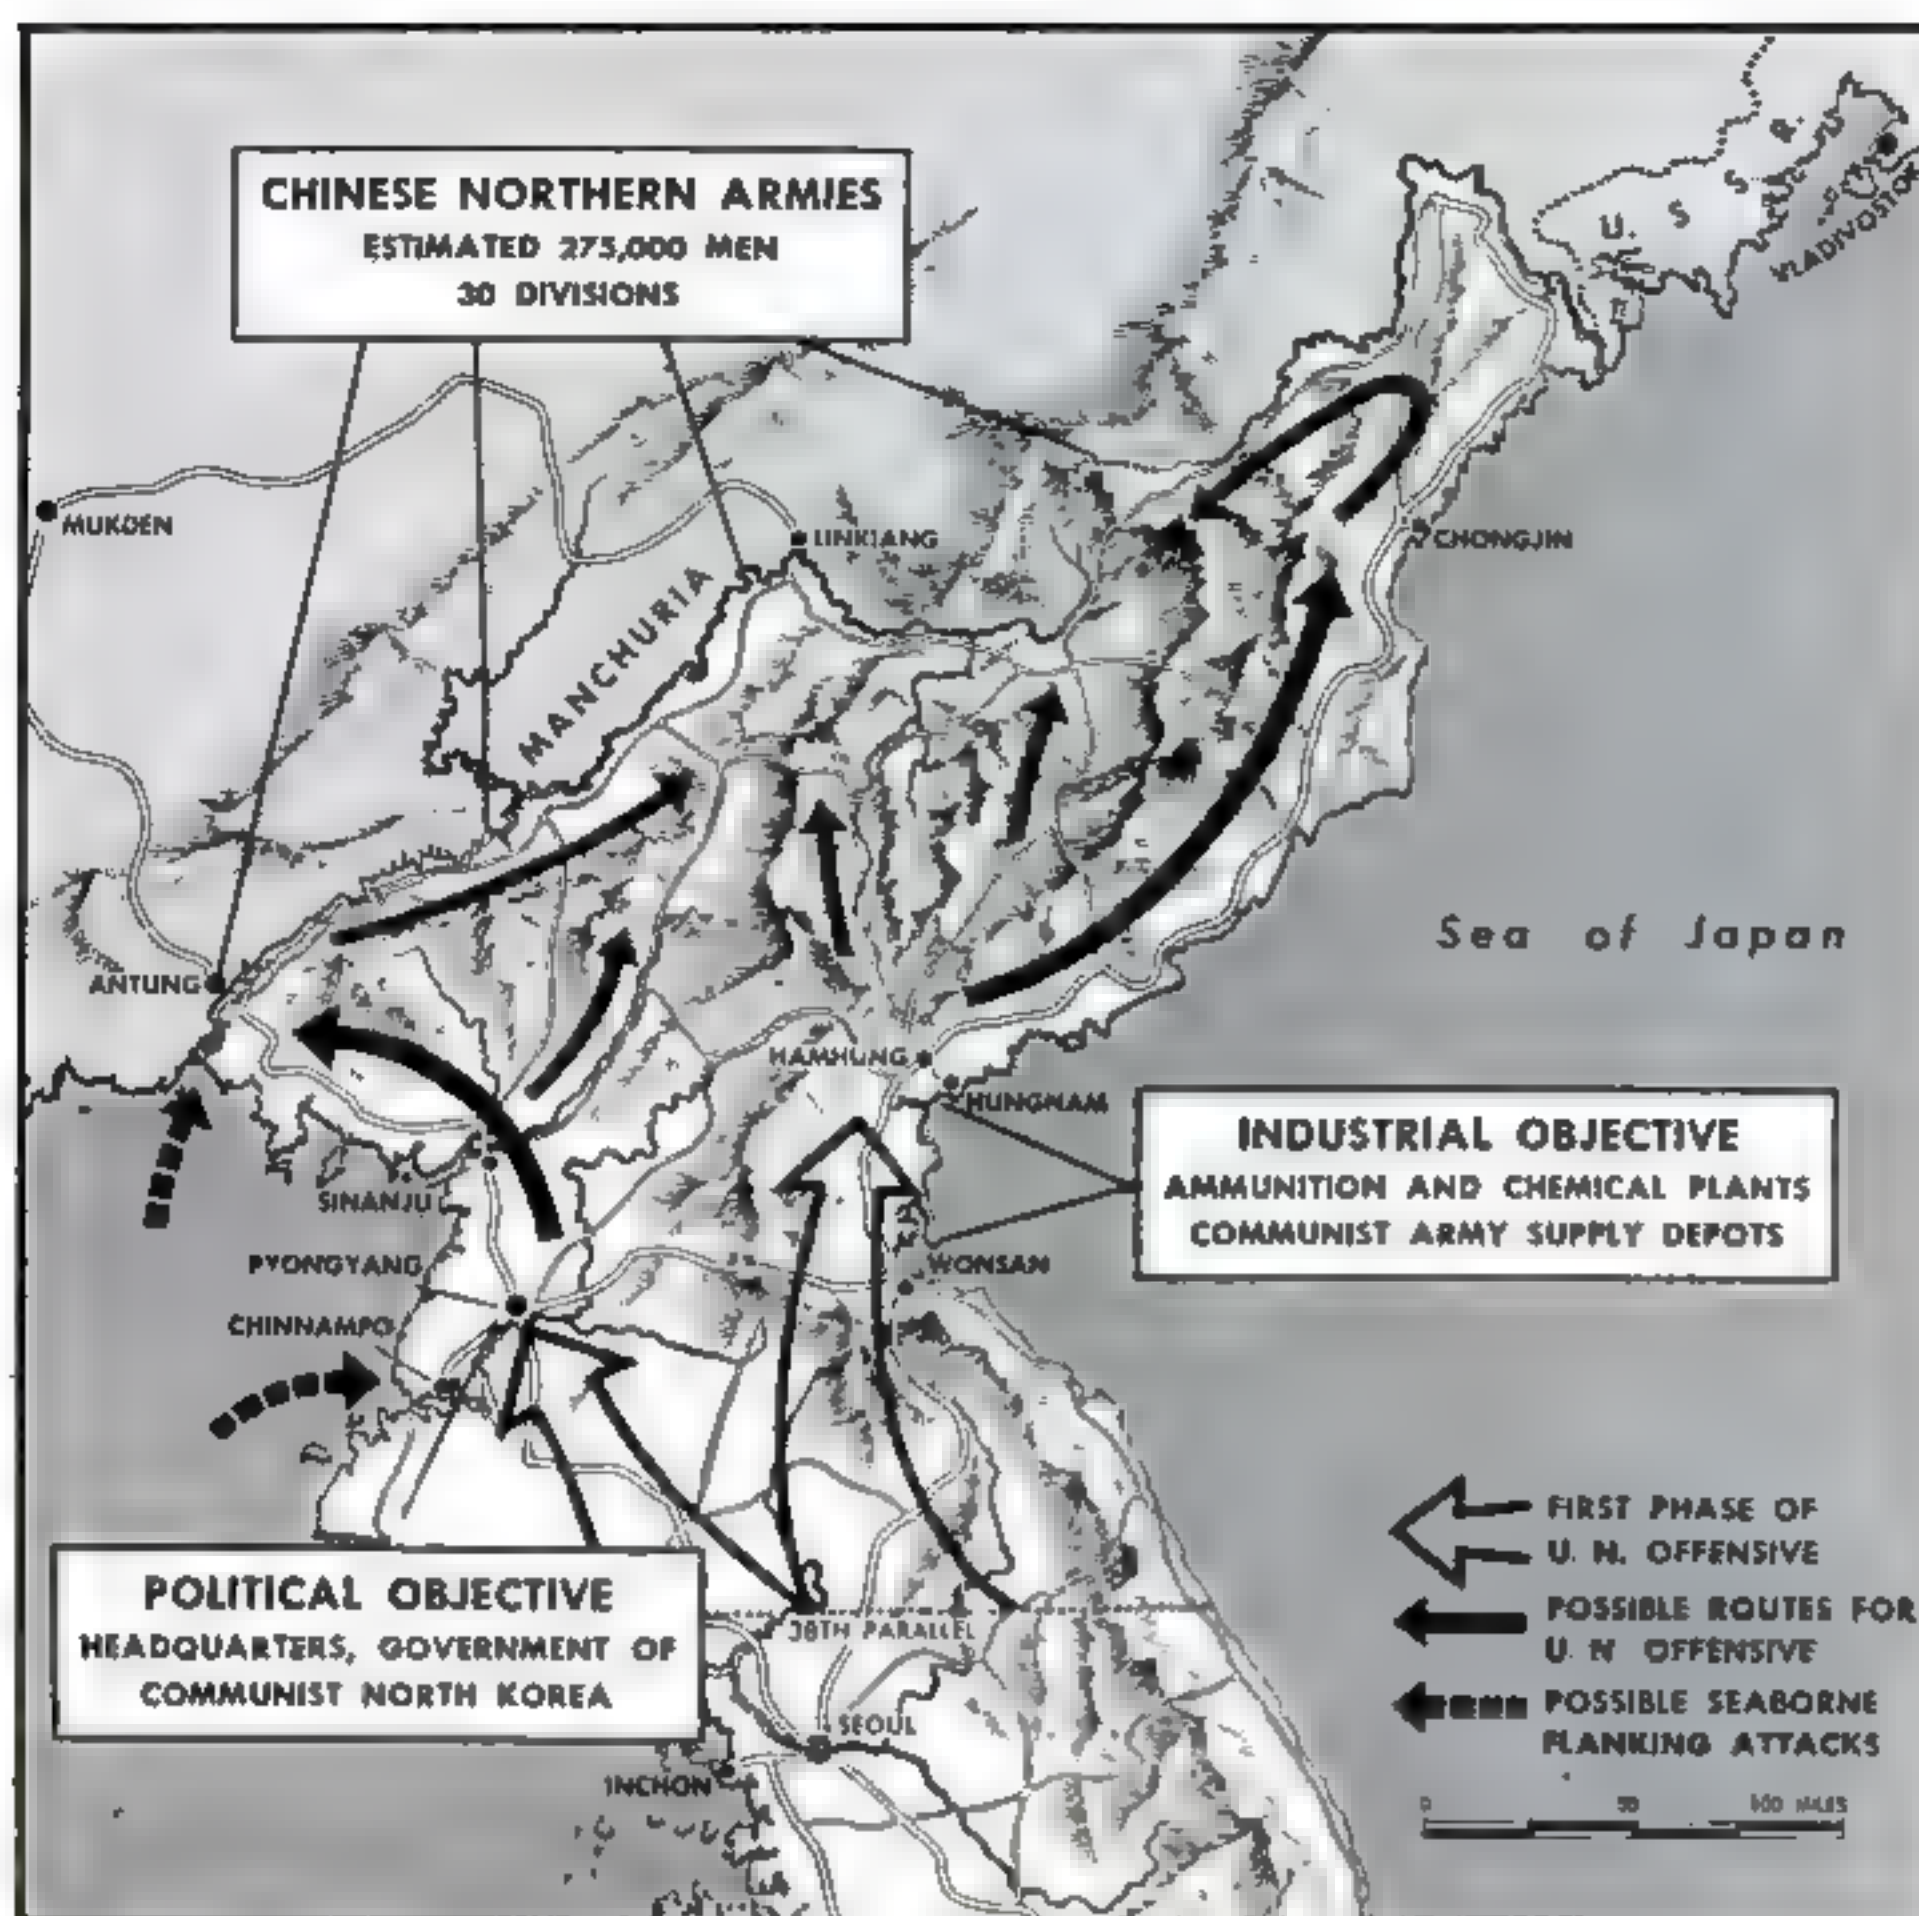 CHINESE NORTHERN ARMIES
ESTIMATED 275,000 MEN
30 DIVISIONS
U. S. S. R.
VLADIVOSTOK
MUKDEN
LINKIANG
CHONGJIN
MANCHURIA
Sea of Japan
ANTUNG
HAMHUNG
HUNGNAM
INDUSTRIAL OBJECTIVE
AMMUNITION AND CHEMICAL PLANTS
COMMUNIST ARMY SUPPLY DEPOTS
SINANJU
PYONGYANG
WONSAN
CHINNAMPO
FIRST PHASE OF
U. N. OFFENSIVE
POLITICAL OBJECTIVE
HEADQUARTERS, GOVERNMENT OF
COMMUNIST NORTH KOREA
38TH PARALLEL
POSSIBLE ROUTES FOR
U. N OFFENSIVE
POSSIBLE SEABORNE
FLANKING ATTACKS
SEOUL
INCHON
0 50 100 MILES